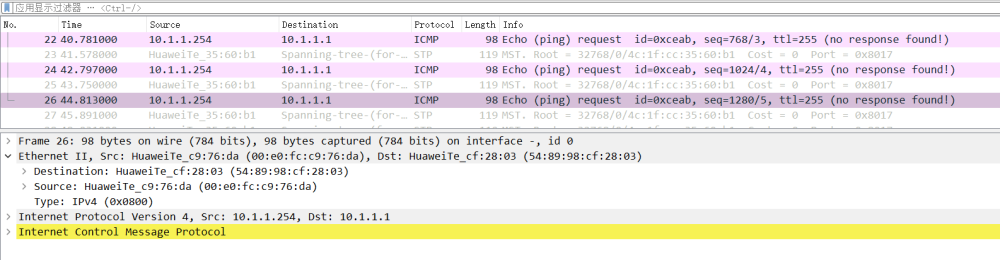 应用显示过滤器 … <Ctrl-/>
No. Time Source Destination Protocol Length Info
22 40.781000 10.1.1.254 10.1.1.1 ICMP 98 Echo (ping) request id=0xceab, seq=768/3, ttl=255 (no response found!)
23 41.578000 HuaweiTe_35:60:b1 Spanning-tree-(for-… STP 119 MST. Root = 32768/0/4c:1f:cc:35:60:b1 Cost = 0 Port = 0x8017
24 42.797000 10.1.1.254 10.1.1.1 ICMP 98 Echo (ping) request id=0xceab, seq=1024/4, ttl=255 (no response found!)
25 43.750000 HuaweiTe_35:60:b1 Spanning-tree-(for-… STP 119 MST. Root = 32768/0/4c:1f:cc:35:60:b1 Cost = 0 Port = 0x8017
26 44.813000 10.1.1.254 10.1.1.1 ICMP 98 Echo (ping) request id=0xceab, seq=1280/5, ttl=255 (no response found!)
27 45.891000 HuaweiTe_35:60:b1 Spanning-tree-(for-… STP 119 MST. Root = 32768/0/4c:1f:cc:35:60:b1 Cost = 0 Port = 0x8017
Frame 26: 98 bytes on wire (784 bits), 98 bytes captured (784 bits) on interface -, id 0
Ethernet II, Src: HuaweiTe_c9:76:da (00:e0:fc:c9:76:da), Dst: HuaweiTe_cf:28:03 (54:89:98:cf:28:03)
Destination: HuaweiTe_cf:28:03 (54:89:98:cf:28:03)
Source: HuaweiTe_c9:76:da (00:e0:fc:c9:76:da)
Type: IPv4 (0x0800)
Internet Protocol Version 4, Src: 10.1.1.254, Dst: 10.1.1.1
Internet Control Message Protocol